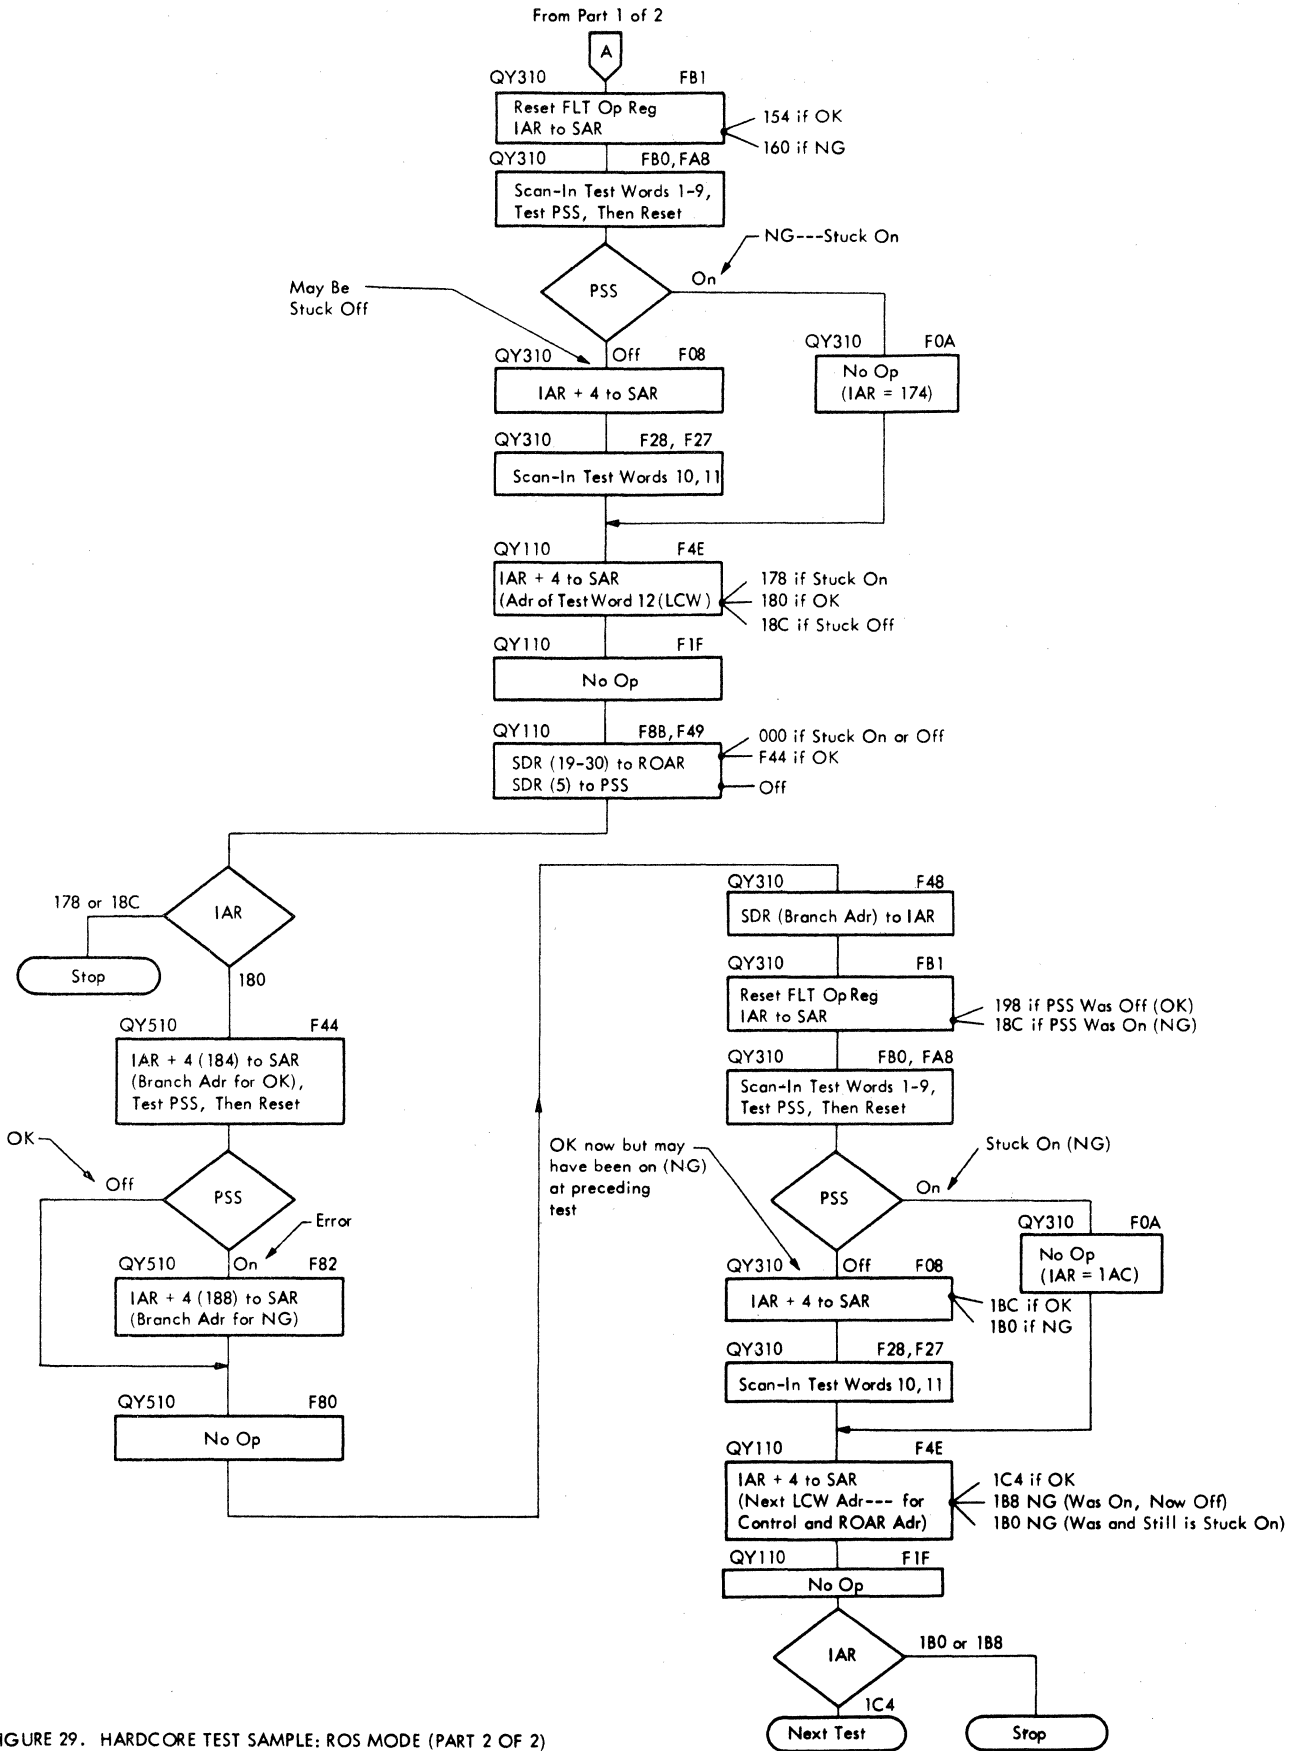 From Part 1 of 2
A
QY310 FB1
Reset FLT Op Reg
IAR to SAR
154 if OK
160 if NG
QY310 FB0, FA8
Scan-In Test Words 1-9,
Test PSS, Then Reset
NG---Stuck On
PSS
On
May Be
Stuck Off
QY310 Off F08
IAR + 4 to SAR
QY310 F0A
No Op
(IAR = 174)
QY310 F28, F27
Scan-In Test Words 10, 11
QY110 F4E
IAR + 4 to SAR
(Adr of Test Word 12 (LCW)
178 if Stuck On
180 if OK
18C if Stuck Off
QY110 F1F
No Op
QY110 F8B, F49
SDR (19-30) to ROAR
SDR (5) to PSS
000 if Stuck On or Off
F44 if OK
Off
178 or 18C
IAR
Stop
180
QY510 F44
IAR + 4 (184) to SAR
(Branch Adr for OK),
Test PSS, Then Reset
OK
Off
PSS
Error
QY510 On F82
IAR + 4 (188) to SAR
(Branch Adr for NG)
QY510 F80
No Op
QY310 F48
SDR (Branch Adr) to IAR
QY310 FB1
Reset FLT Op Reg
IAR to SAR
198 if PSS Was Off (OK)
18C if PSS Was On (NG)
QY310 FB0, FA8
Scan-In Test Words 1-9,
Test PSS, Then Reset
OK now but may
have been on (NG)
at preceding
test
Stuck On (NG)
PSS
On
QY310 F0A
No Op
(IAR = 1AC)
QY310 Off F08
IAR + 4 to SAR
1BC if OK
1B0 if NG
QY310 F28, F27
Scan-In Test Words 10, 11
QY110 F4E
IAR + 4 to SAR
(Next LCW Adr--- for
Control and ROAR Adr)
1C4 if OK
1B8 NG (Was On, Now Off)
1B0 NG (Was and Still is Stuck On)
QY110 F1F
No Op
IAR
1B0 or 1B8
1C4
Next Test
Stop
IGURE 29. HARDCORE TEST SAMPLE: ROS MODE (PART 2 OF 2)